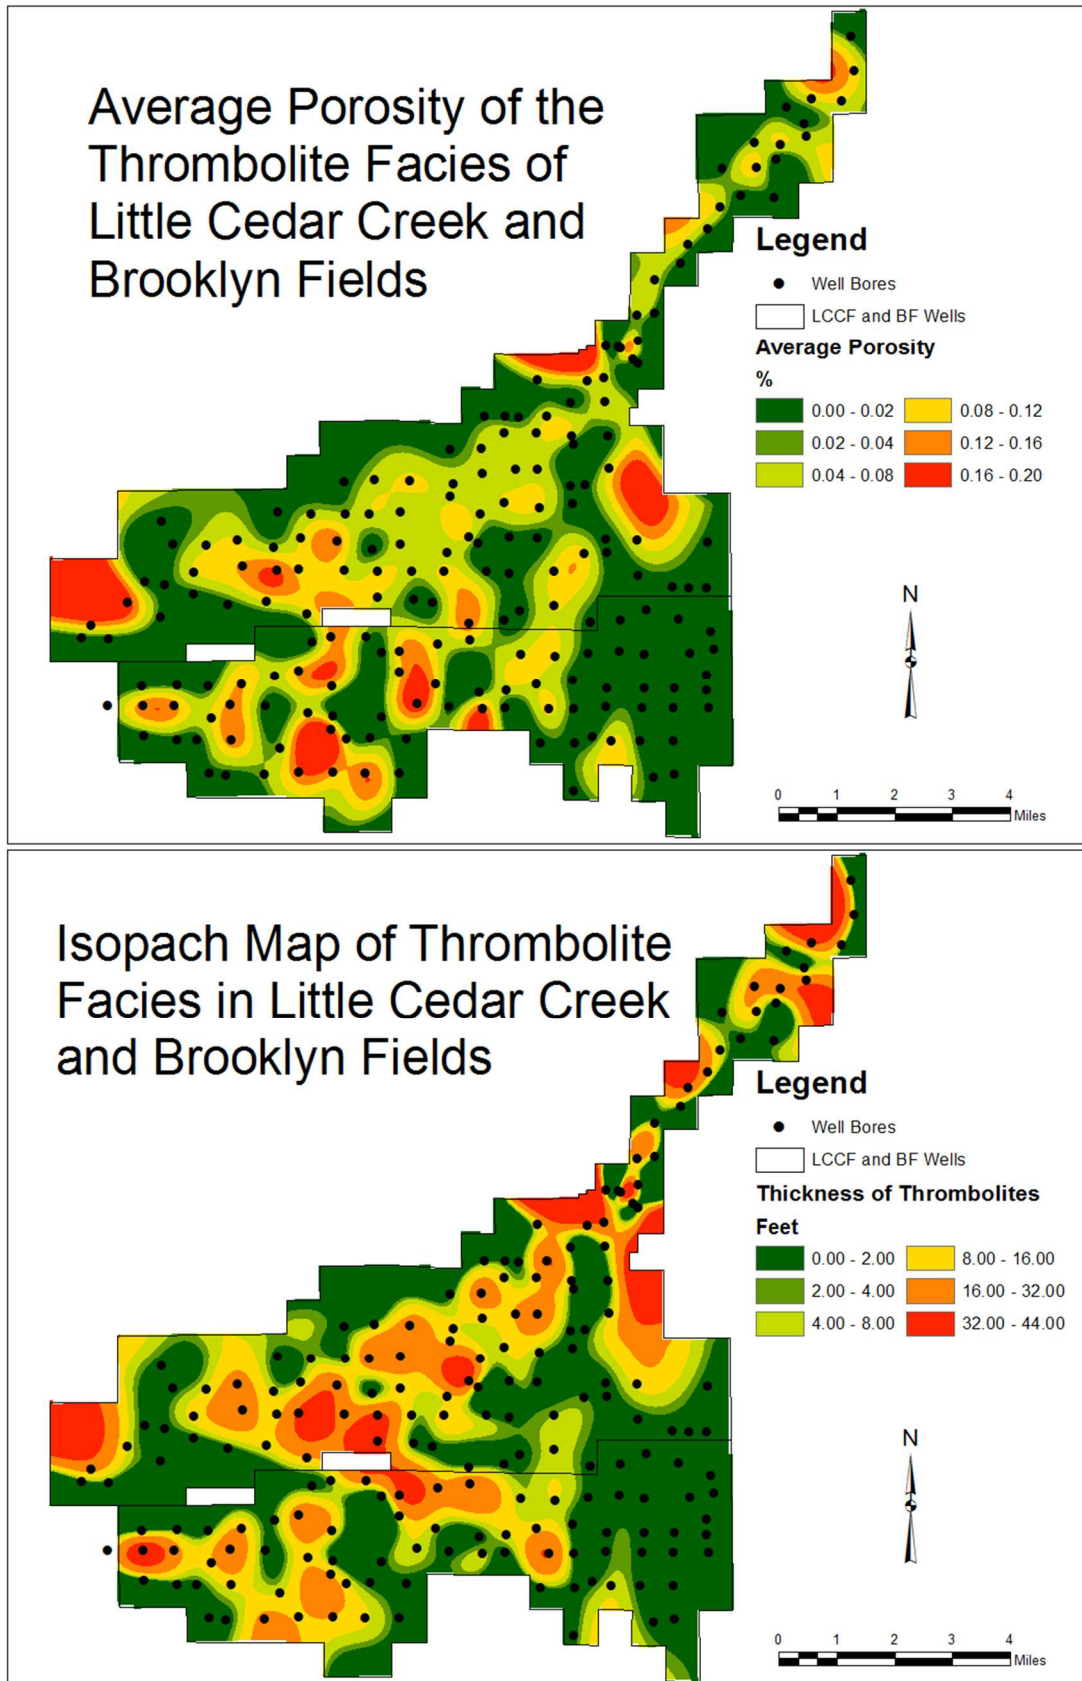 Average Porosity of the
Thrombolite Facies of
Little Cedar Creek and
Brooklyn Fields
Legend
Well Bores
LCCF and BF Wells
Average Porosity
%
0.00 - 0.02 0.08 - 0.12
0.02 - 0.04 0.12 - 0.16
0.04 - 0.08 0.16 - 0.20
N
0 1 2 3 4
Miles
Isopach Map of Thrombolite
Facies in Little Cedar Creek
and Brooklyn Fields
Legend
Well Bores
LCCF and BF Wells
Thickness of Thrombolites
Feet
0.00 - 2.00 8.00 - 16.00
2.00 - 4.00 16.00 - 32.00
4.00 - 8.00 32.00 - 44.00
N
0 1 2 3 4
Miles